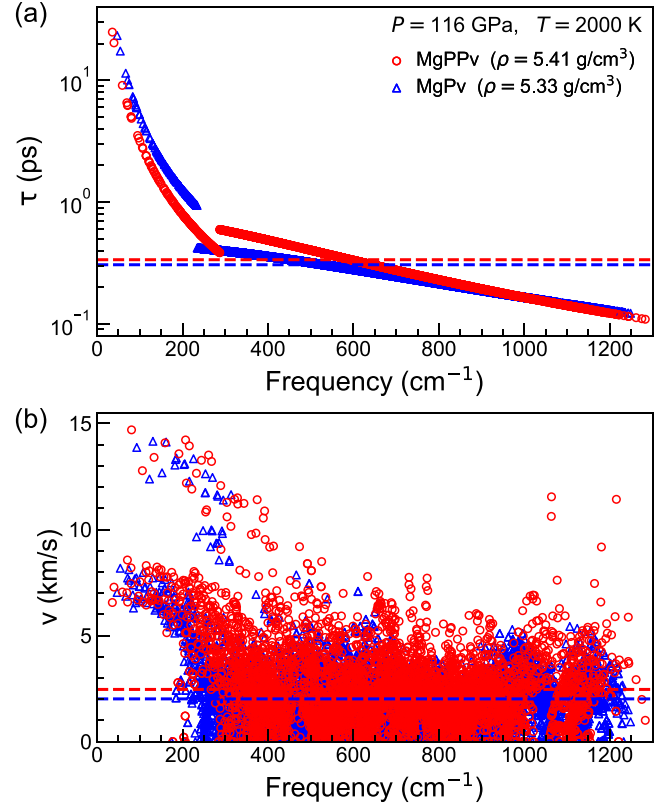 (a)
P = 116 GPa, T = 2000 K
MgPPv (ρ = 5.41 g/cm³)
MgPv (ρ = 5.33 g/cm³)
τ (ps)
10¹
10⁰
10⁻¹
0 200 400 600 800 1000 1200
Frequency (cm⁻¹)
(b)
v (km/s)
15
10
5
0
0 200 400 600 800 1000 1200
Frequency (cm⁻¹)